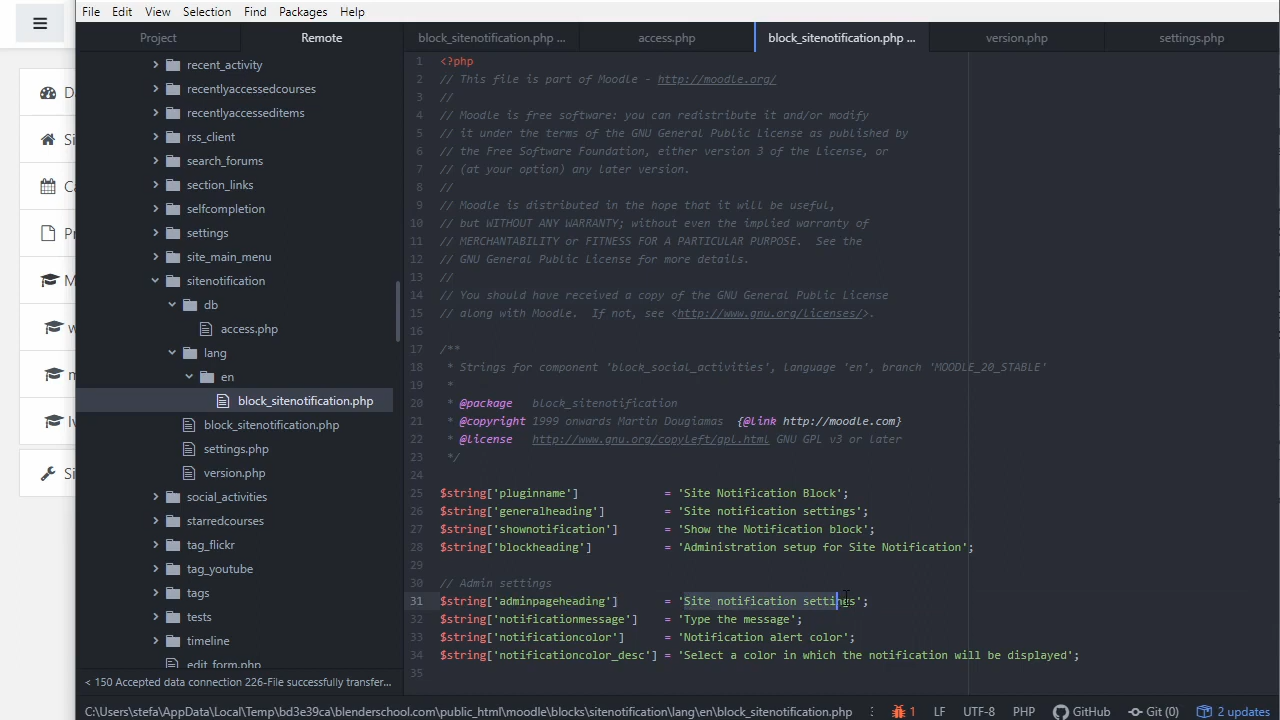 File Edit View Selection Find Packages Help
Project
Remote
block_sitenotification.php ...
access.php
block_sitenotification.php ...
version.php
settings.php
Da
Si
Ca
Pr
M
w
m
Iv
Si
recent_activity
recentlyaccessedcourses
recentlyaccesseditems
rss_client
search_forums
section_links
selfcompletion
settings
site_main_menu
sitenotification
db
access.php
lang
en
block_sitenotification.php
block_sitenotification.php
settings.php
version.php
social_activities
starredcourses
tag_flickr
tag_youtube
tags
tests
timeline
edit_form.php
< 150 Accepted data connection 226-File successfully transfer...
1 <?php
2 // This file is part of Moodle - http://moodle.org/
3 //
4 // Moodle is free software: you can redistribute it and/or modify
5 // it under the terms of the GNU General Public License as published by
6 // the Free Software Foundation, either version 3 of the License, or
7 // (at your option) any later version.
8 //
9 // Moodle is distributed in the hope that it will be useful,
10 // but WITHOUT ANY WARRANTY; without even the implied warranty of
11 // MERCHANTABILITY or FITNESS FOR A PARTICULAR PURPOSE.  See the
12 // GNU General Public License for more details.
13 //
14 // You should have received a copy of the GNU General Public License
15 // along with Moodle.  If not, see <http://www.gnu.org/licenses/>.
16
17 /**
18 * Strings for component 'block_social_activities', language 'en', branch 'MOODLE_20_STABLE'
19 *
20 * @package   block_sitenotification
21 * @copyright 1999 onwards Martin Dougiamas  {@link http://moodle.com}
22 * @license   http://www.gnu.org/copyleft/gpl.html GNU GPL v3 or later
23 */
24
25 $string['pluginname']             = 'Site Notification Block';
26 $string['generalheading']         = 'Site notification settings';
27 $string['shownotification']       = 'Show the Notification block';
28 $string['blockheading']           = 'Administration setup for Site Notification';
29
30 // Admin settings
31 $string['adminpageheading']       = 'Site notification settings';
32 $string['notificationmessage']    = 'Type the message';
33 $string['notificationcolor']      = 'Notification alert color';
34 $string['notificationcolor_desc'] = 'Select a color in which the notification will be displayed';
35
C:\Users\stefa\AppData\Local\Temp\bd3e39ca\blenderschool.com\public_html\moodle\blocks\sitenotification\lang\en\block_sitenotification.php
1 LF UTF-8 PHP GitHub Git (0) 2 updates